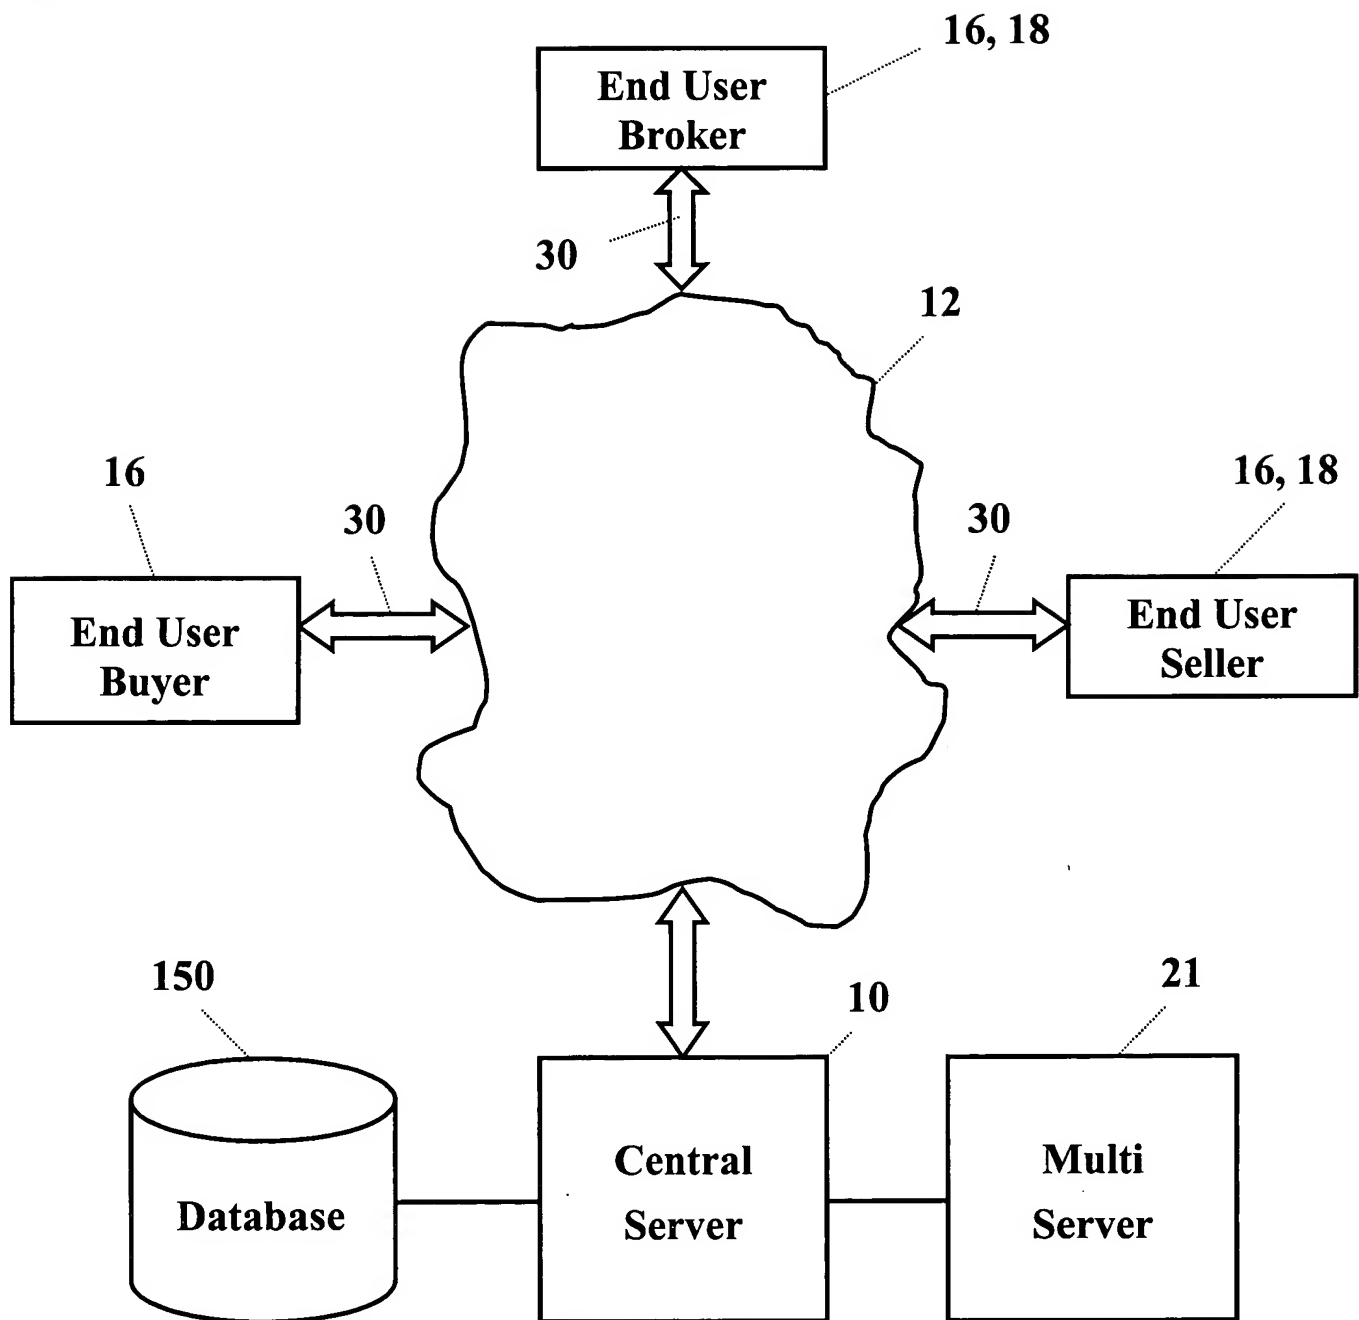 16, 18
End User
Broker
30
12
16
30
30
16, 18
End User
Buyer
End User
Seller
150
10
21
Database
Central
Server
Multi
Server